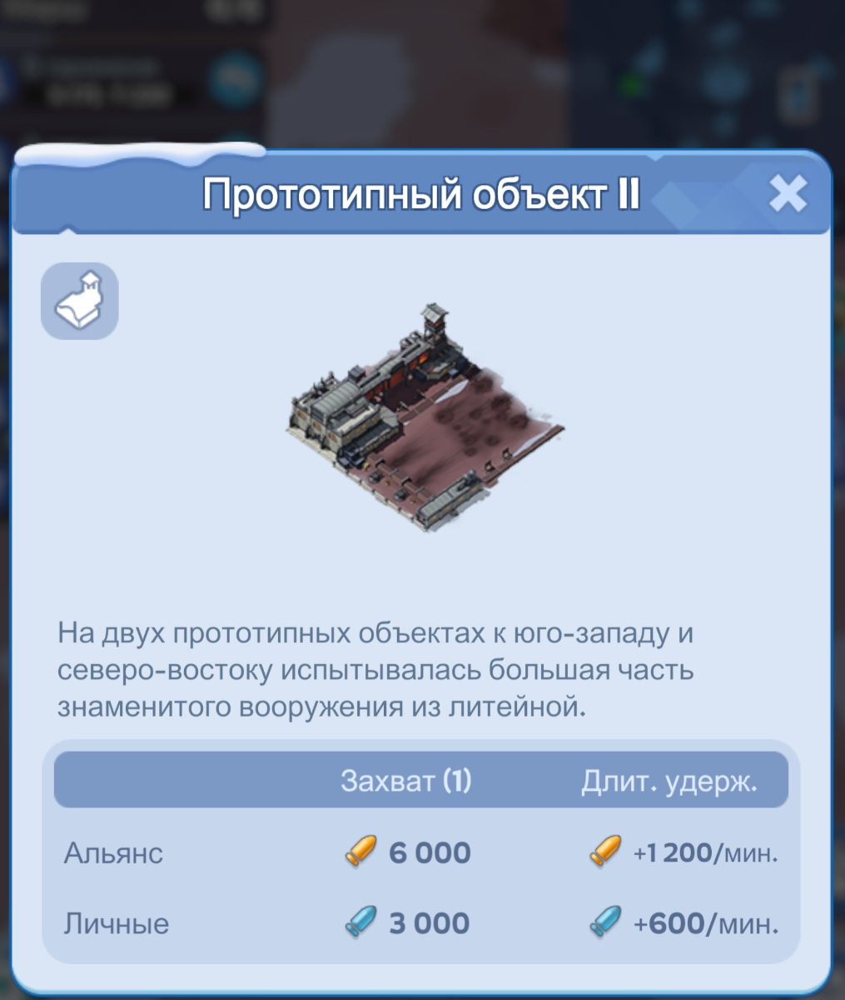 Прототипный объект II
На двух прототипных объектах к юго-западу и
северо-востоку испытывалась большая часть
знаменитого вооружения из литейной.
Захват (1) Длит. удерж.
Альянс 6 000 +1 200/мин.
Личные 3 000 +600/мин.